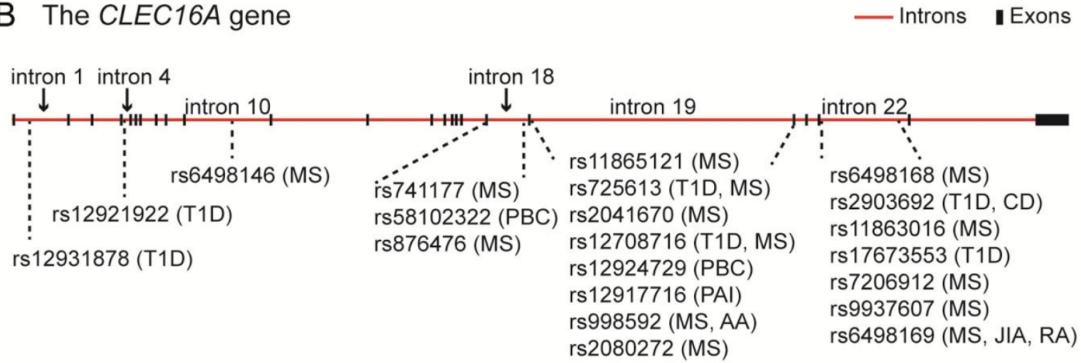 B The CLEC16A gene
Introns Exons
intron 1 intron 4 intron 18
intron 10 intron 19 intron 22
rs6498146 (MS)
rs12921922 (T1D)
rs12931878 (T1D)
rs741177 (MS)
rs58102322 (PBC)
rs876476 (MS)
rs11865121 (MS)
rs725613 (T1D, MS)
rs2041670 (MS)
rs12708716 (T1D, MS)
rs12924729 (PBC)
rs12917716 (PAI)
rs998592 (MS, AA)
rs2080272 (MS)
rs6498168 (MS)
rs2903692 (T1D, CD)
rs11863016 (MS)
rs17673553 (T1D)
rs7206912 (MS)
rs9937607 (MS)
rs6498169 (MS, JIA, RA)